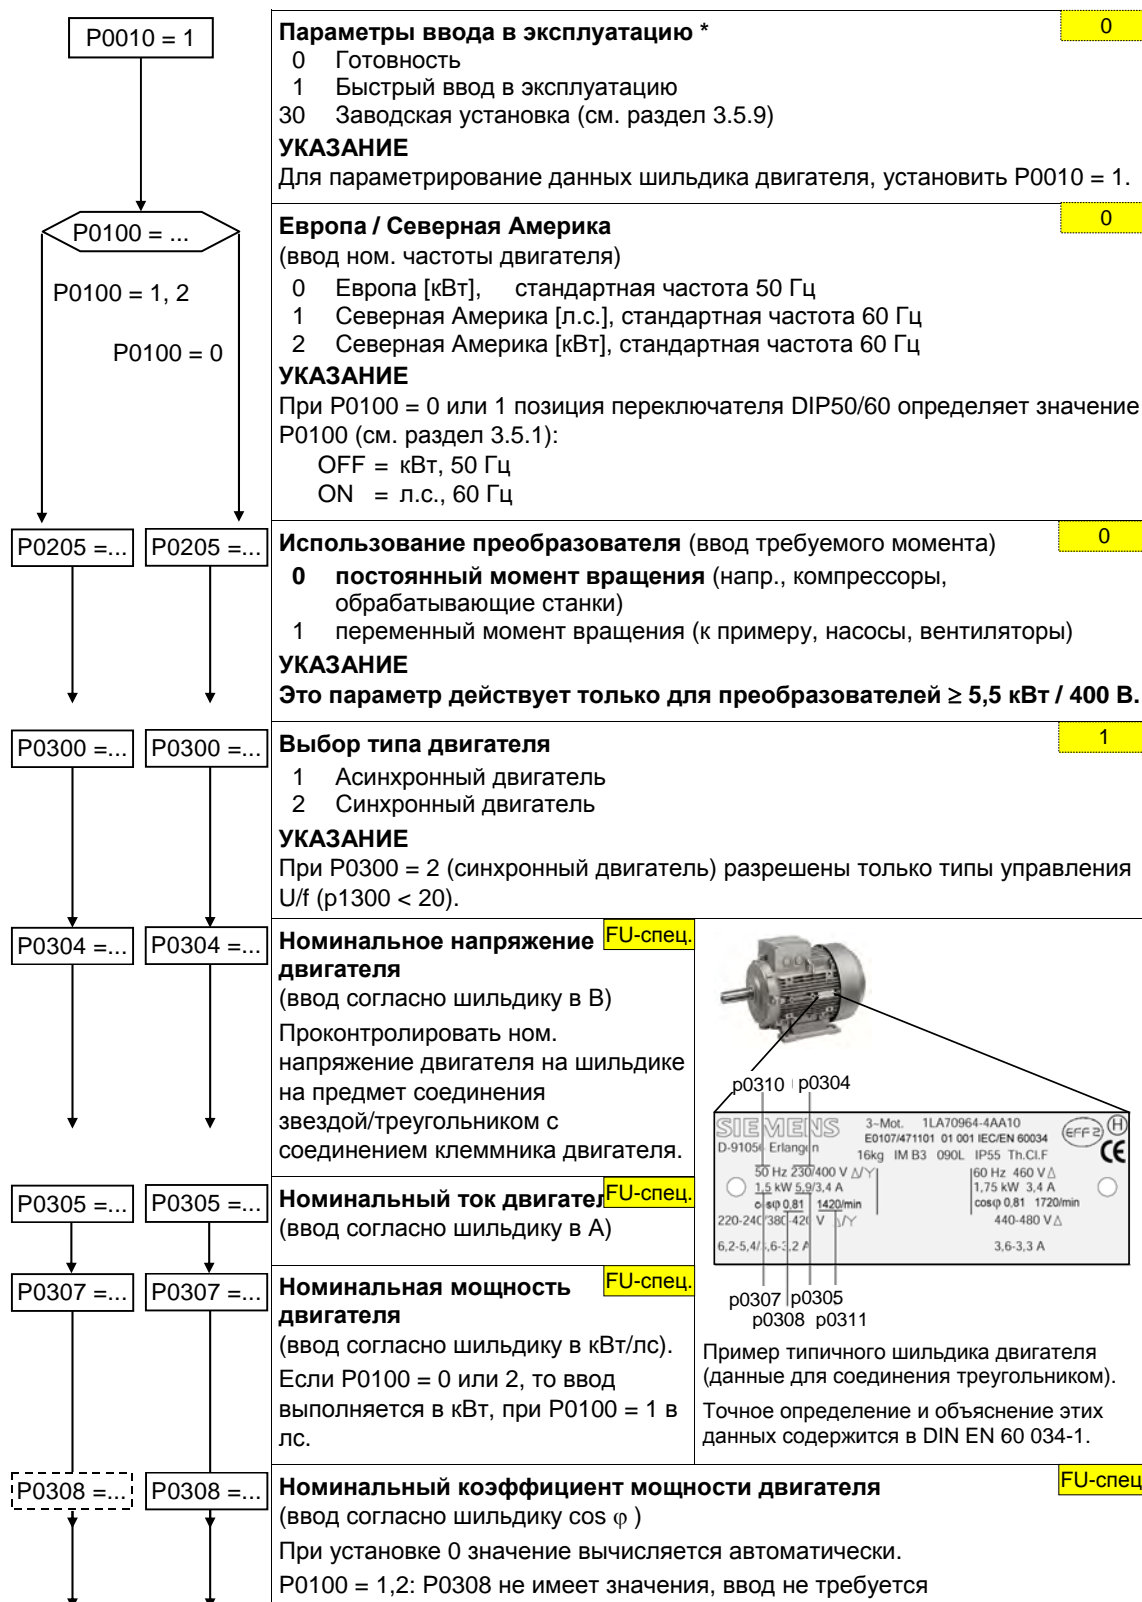 P0010 = 1
Параметры ввода в эксплуатацию *
0
0 Готовность
1 Быстрый ввод в эксплуатацию
30 Заводская установка (см. раздел 3.5.9)
УКАЗАНИЕ
Для параметрирование данных шильдика двигателя, установить P0010 = 1.
P0100 = ...
P0100 = 1, 2
P0100 = 0
Европа / Северная Америка
0
(ввод ном. частоты двигателя)
0 Европа [кВт], стандартная частота 50 Гц
1 Северная Америка [л.с.], стандартная частота 60 Гц
2 Северная Америка [кВт], стандартная частота 60 Гц
УКАЗАНИЕ
При P0100 = 0 или 1 позиция переключателя DIP50/60 определяет значение
P0100 (см. раздел 3.5.1):
OFF = кВт, 50 Гц
ON = л.с., 60 Гц
P0205 =... P0205 =...
Использование преобразователя (ввод требуемого момента)
0
0 постоянный момент вращения (напр., компрессоры,
обрабатывающие станки)
1 переменный момент вращения (к примеру, насосы, вентиляторы)
УКАЗАНИЕ
Это параметр действует только для преобразователей ≥ 5,5 кВт / 400 В.
P0300 =... P0300 =...
Выбор типа двигателя
1
1 Асинхронный двигатель
2 Синхронный двигатель
УКАЗАНИЕ
При P0300 = 2 (синхронный двигатель) разрешены только типы управления
U/f (p1300 < 20).
P0304 =... P0304 =...
Номинальное напряжение
двигателя
FU-спец.
(ввод согласно шильдику в В)
Проконтролировать ном.
напряжение двигателя на шильдике
на предмет соединения
звездой/треугольником с
соединением клеммника двигателя.
P0305 =... P0305 =...
Номинальный ток двигател
FU-спец.
(ввод согласно шильдику в А)
P0307 =... P0307 =...
Номинальная мощность
двигателя
FU-спец.
(ввод согласно шильдику в кВт/лс).
Если P0100 = 0 или 2, то ввод
выполняется в кВт, при P0100 = 1 в
лс.
p0310 p0304
SIEMENS 3~Mot. 1LA70964-4AA10
E0107/471101 01 001 IEC/EN 60034
D-9105 Erlangen 16kg IM B3 090L IP55 Th.Cl.F
EFF 2 H CE
50 Hz 230/400 V Δ/Y 60 Hz 460 V Δ
1,5 kW 5,9/3,4 A 1,75 kW 3,4 A
cosφ 0,81 1420/min cosφ 0,81 1720/min
220-240/380-420 V Δ/Y 440-480 V Δ
6,2-5,4/ ,6-3,2 A 3,6-3,3 A
p0307 p0305
p0308 p0311
Пример типичного шильдика двигателя
(данные для соединения треугольником).
Точное определение и объяснение этих
данных содержится в DIN EN 60 034-1.
P0308 =... P0308 =...
Номинальный коэффициент мощности двигателя
FU-спец
(ввод согласно шильдику cos φ )
При установке 0 значение вычисляется автоматически.
P0100 = 1,2: P0308 не имеет значения, ввод не требуется